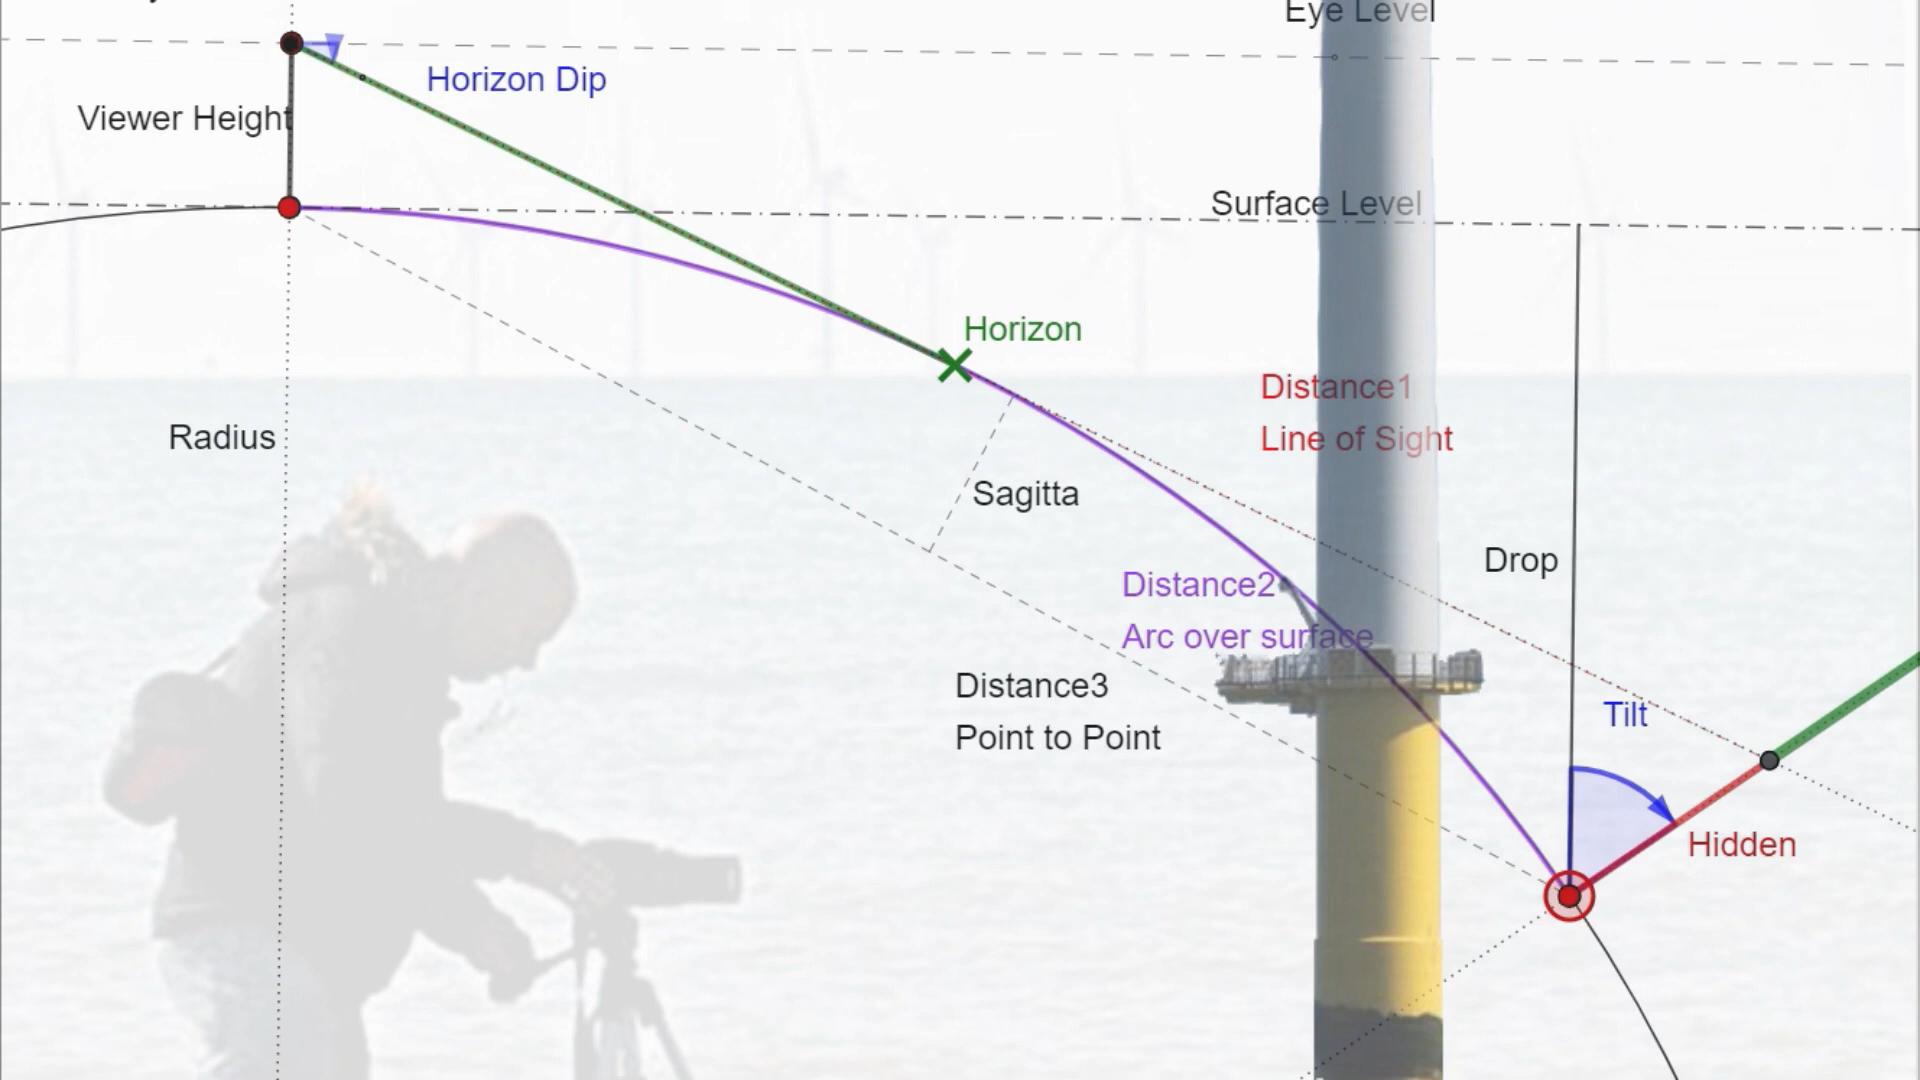 Eye Level
Horizon Dip
Viewer Height
Surface Level
Horizon
Distance1
Line of Sight
Radius
Sagitta
Drop
Distance2
Arc over surface
Distance3
Point to Point
Tilt
Hidden